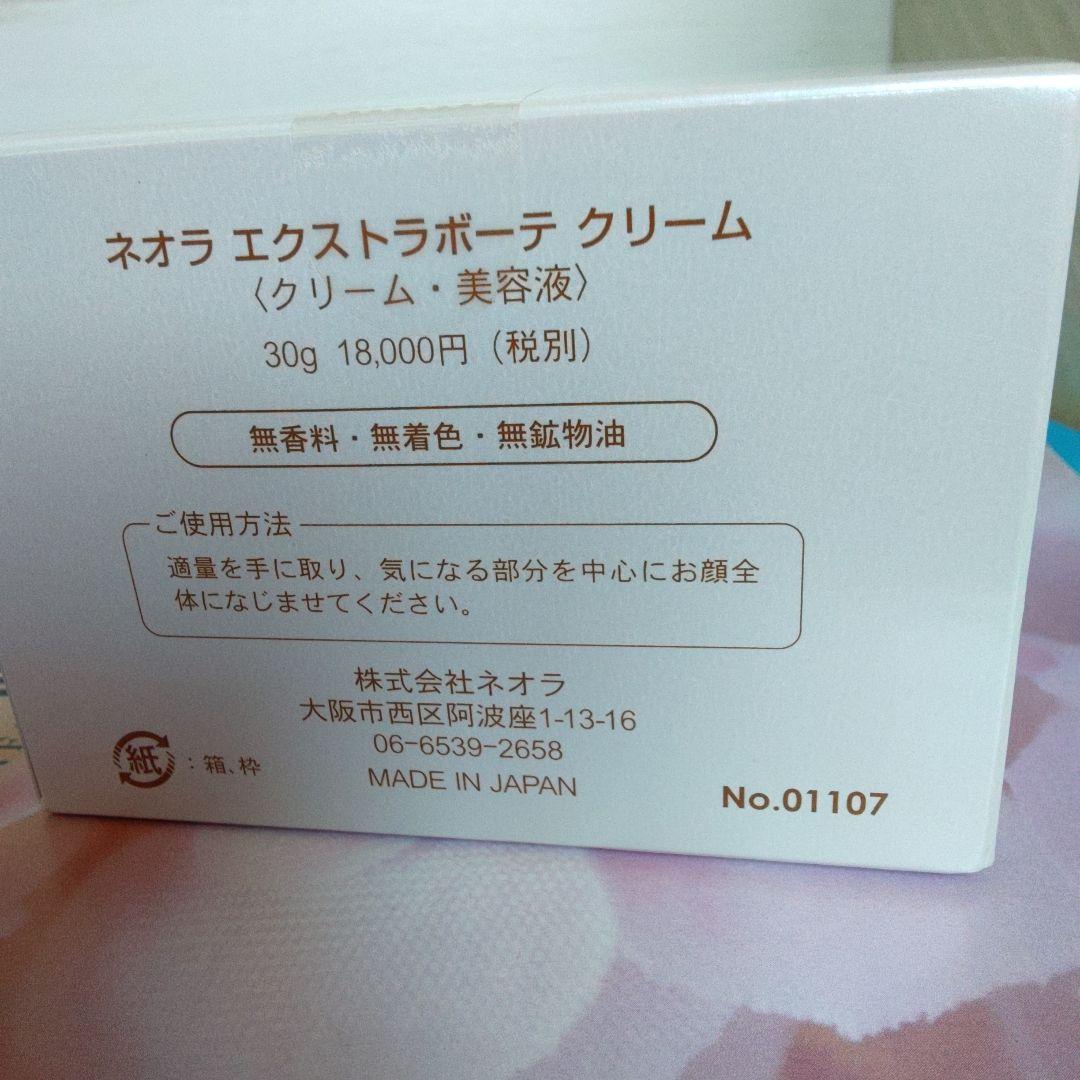 ネオラ エクストラボーテ クリーム
〈クリーム・美容液〉
30g 18,000円（税別）
無香料・無着色・無鉱物油
ご使用方法
適量を手に取り、気になる部分を中心にお顔全
体になじませてください。
株式会社ネオラ
大阪市西区阿波座1-13-16
06-6539-2658
MADE IN JAPAN
紙：箱、枠
No.01107